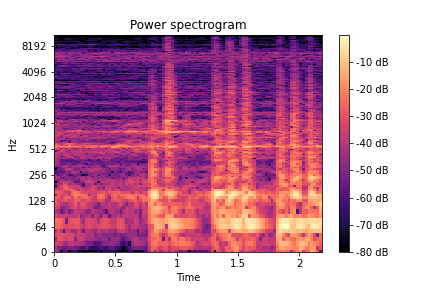 Power spectrogram
Hz
8192
4096
2048
1024
512
256
128
64
0
0
0.5
1
1.5
2
Time
-10 dB
-20 dB
-30 dB
-40 dB
-50 dB
-60 dB
-70 dB
-80 dB